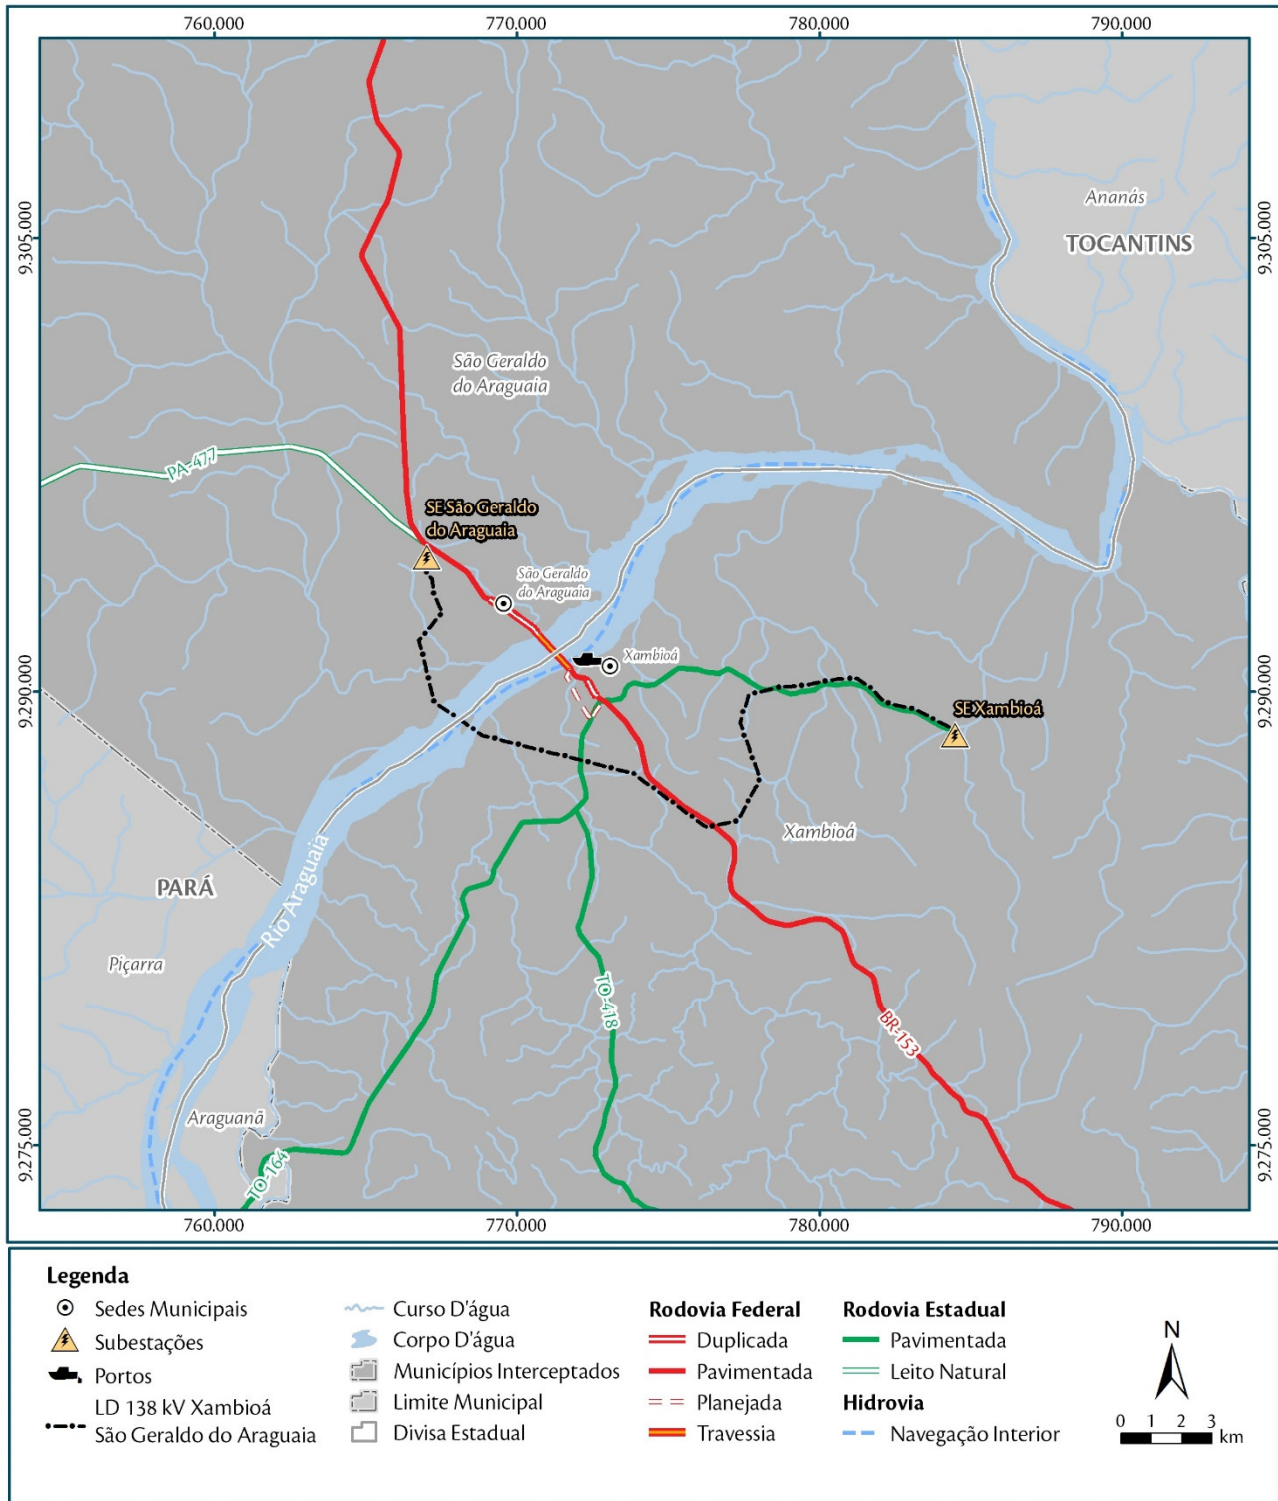 760.000
770.000
780.000
790.000
9.305.000
9.305.000
Ananás
TOCANTINS
São Geraldo
do Araguaia
PA-477
SE São Geraldo
do Araguaia
São Geraldo
do Araguaia
Xambioá
9.290.000
9.290.000
SE Xambioá
Xambioá
Rio Araguaia
PARÁ
Piçarra
TO-418
BR-153
Araguanã
TO-164
9.275.000
9.275.000
760.000
770.000
780.000
790.000
Legenda
Sedes Municipais
Subestações
Portos
LD 138 kV Xambioá
São Geraldo do Araguaia
Curso D'água
Corpo D'água
Municípios Interceptados
Limite Municipal
Divisa Estadual
Rodovia Federal
Duplicada
Pavimentada
Planejada
Travessia
Rodovia Estadual
Pavimentada
Leito Natural
Hidrovia
Navegação Interior
N
0 1 2 3
km